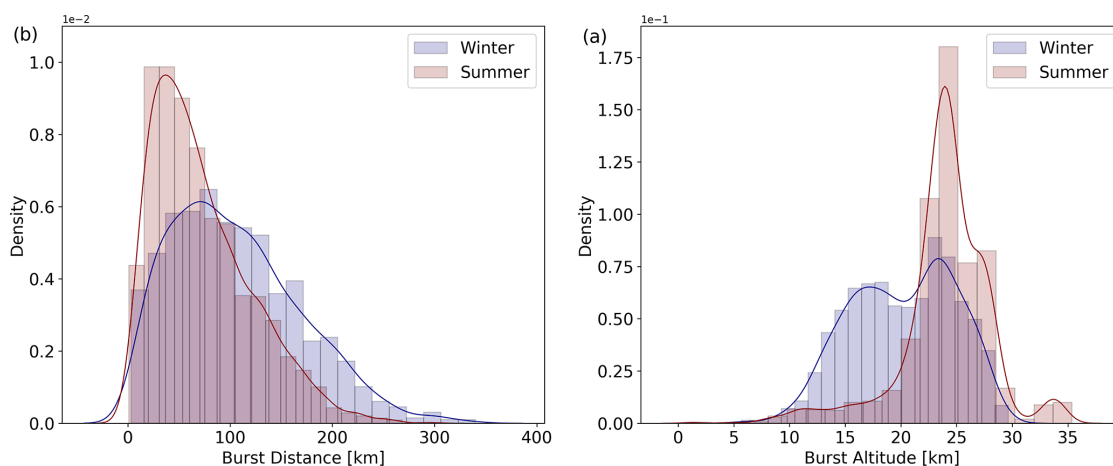 (b)
1e−2
Winter
Summer
1.0
0.8
0.6
0.4
0.2
0.0
Density
0 100 200 300 400
Burst Distance [km]
(a)
1e−1
Winter
Summer
1.75
1.50
1.25
1.00
0.75
0.50
0.25
0.00
Density
0 5 10 15 20 25 30 35
Burst Altitude [km]